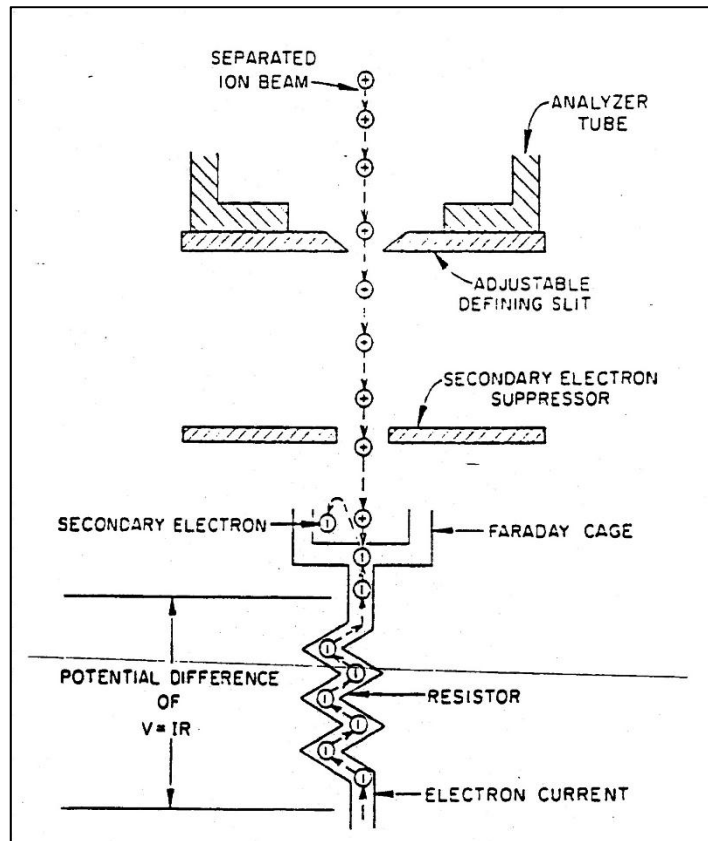 SEPARATED
ION BEAM
ANALYZER
TUBE
ADJUSTABLE
DEFINING SLIT
SECONDARY ELECTRON
SUPPRESSOR
SECONDARY ELECTRON
FARADAY CAGE
POTENTIAL DIFFERENCE
OF
V=IR
RESISTOR
ELECTRON CURRENT